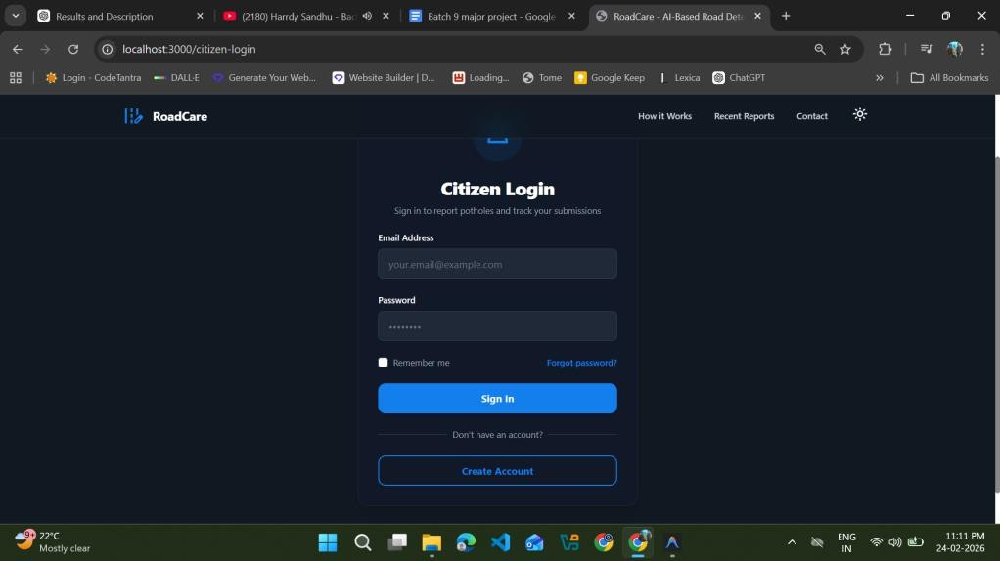 Results and Description
(2180) Harrdy Sandhu - Bac
Batch 9 major project - Google
RoadCare - AI-Based Road Dete
localhost:3000/citizen-login
Login - CodeTantra
DALL-E
Generate Your Web...
Website Builder | D...
Loading...
Tome
Google Keep
Lexica
ChatGPT
»
All Bookmarks
RoadCare
How it Works
Recent Reports
Contact
Citizen Login
Sign in to report potholes and track your submissions
Email Address
your.email@example.com
Password
••••••••
Remember me
Forgot password?
Sign In
Don't have an account?
Create Account
9+
22°C
Mostly clear
ENG
IN
11:11 PM
24-02-2026